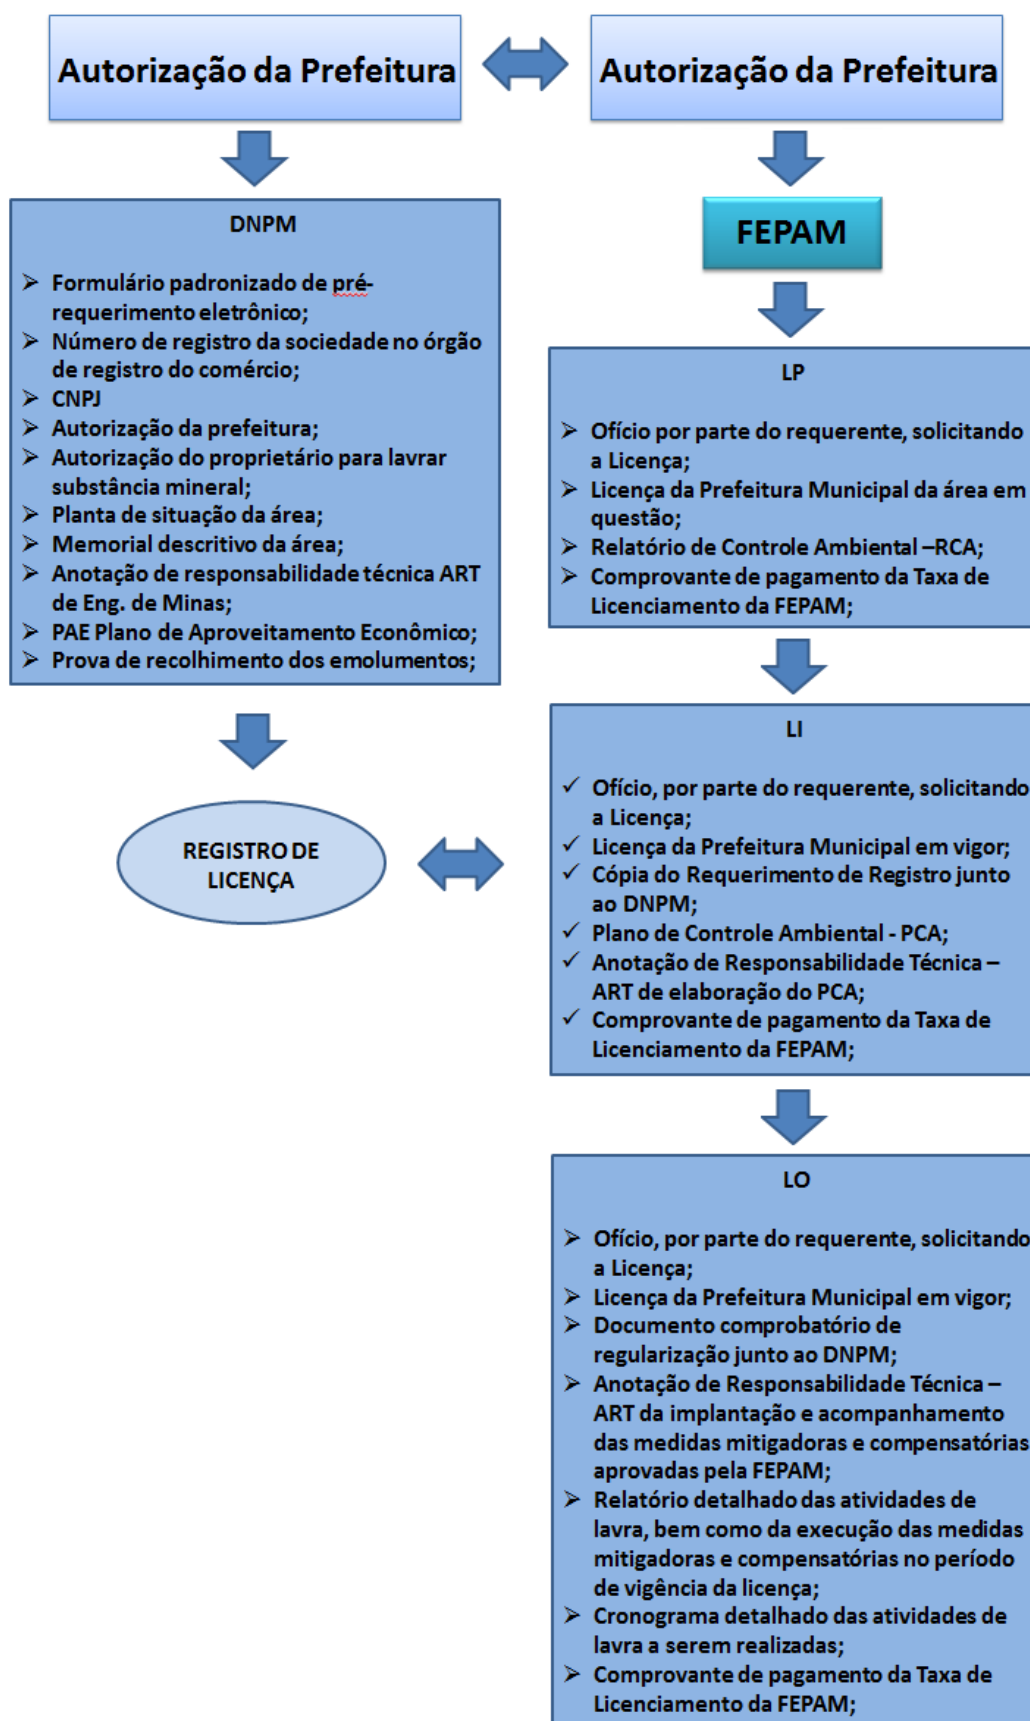 Autorização da Prefeitura
Autorização da Prefeitura
DNPM
➢ Formulário padronizado de pré-
requerimento eletrônico;
➢ Número de registro da sociedade no órgão
de registro do comércio;
➢ CNPJ
➢ Autorização da prefeitura;
➢ Autorização do proprietário para lavrar
substância mineral;
➢ Planta de situação da área;
➢ Memorial descritivo da área;
➢ Anotação de responsabilidade técnica ART
de Eng. de Minas;
➢ PAE Plano de Aproveitamento Econômico;
➢ Prova de recolhimento dos emolumentos;
REGISTRO DE
LICENÇA
FEPAM
LP
➢ Ofício por parte do requerente, solicitando
a Licença;
➢ Licença da Prefeitura Municipal da área em
questão;
➢ Relatório de Controle Ambiental –RCA;
➢ Comprovante de pagamento da Taxa de
Licenciamento da FEPAM;
LI
✓ Ofício, por parte do requerente, solicitando
a Licença;
✓ Licença da Prefeitura Municipal em vigor;
✓ Cópia do Requerimento de Registro junto
ao DNPM;
✓ Plano de Controle Ambiental - PCA;
✓ Anotação de Responsabilidade Técnica –
ART de elaboração do PCA;
✓ Comprovante de pagamento da Taxa de
Licenciamento da FEPAM;
LO
➢ Ofício, por parte do requerente, solicitando
a Licença;
➢ Licença da Prefeitura Municipal em vigor;
➢ Documento comprobatório de
regularização junto ao DNPM;
➢ Anotação de Responsabilidade Técnica –
ART da implantação e acompanhamento
das medidas mitigadoras e compensatórias
aprovadas pela FEPAM;
➢ Relatório detalhado das atividades de
lavra, bem como da execução das medidas
mitigadoras e compensatórias no período
de vigência da licença;
➢ Cronograma detalhado das atividades de
lavra a serem realizadas;
➢ Comprovante de pagamento da Taxa de
Licenciamento da FEPAM;